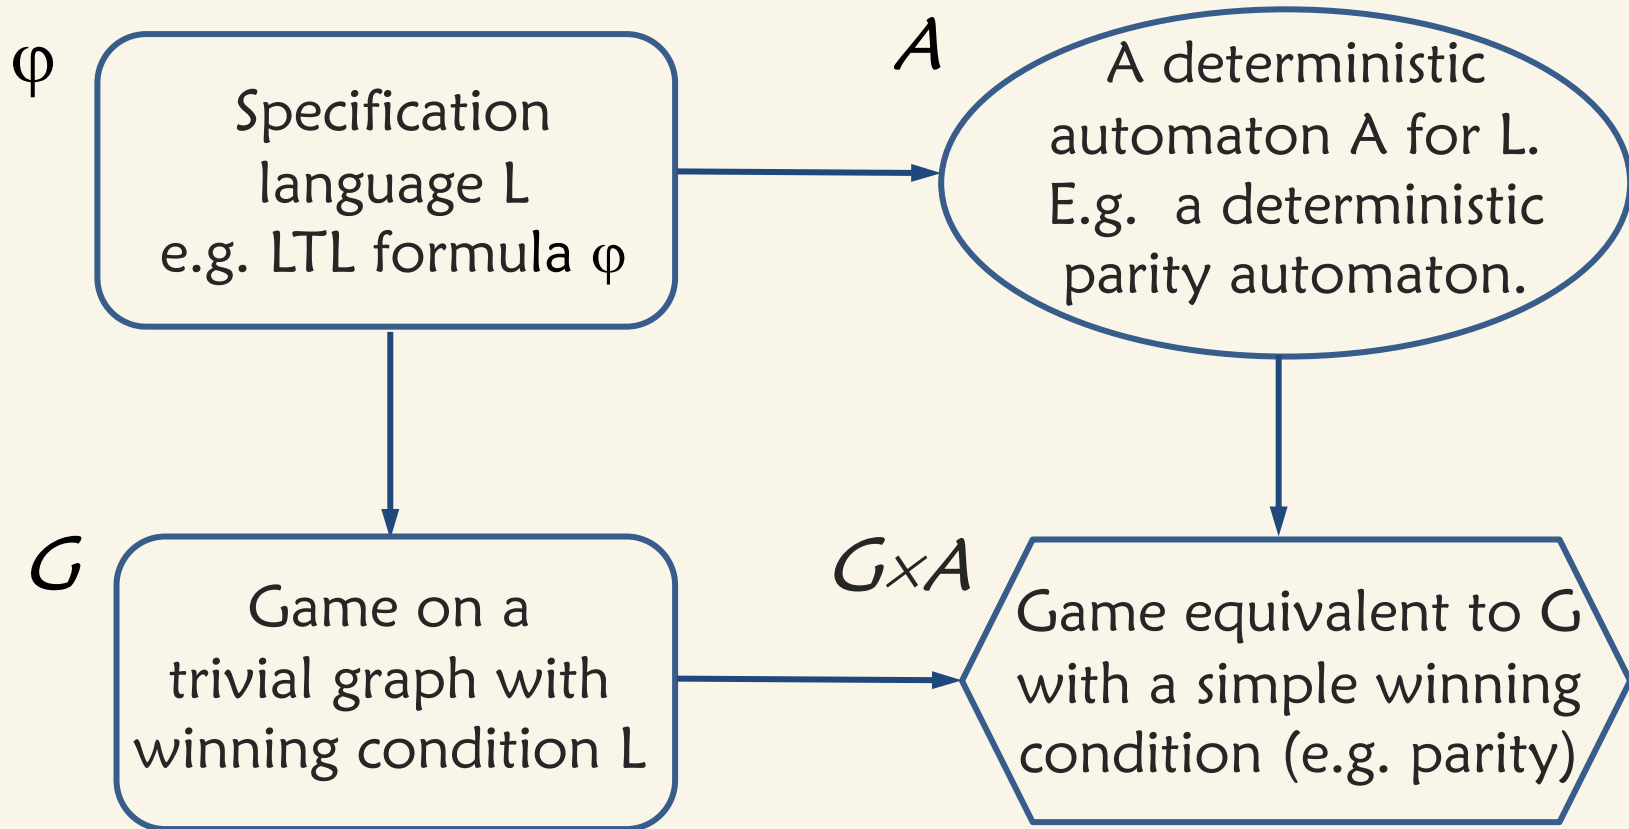 φ
Specification
language L
e.g. LTL formula φ
A
A deterministic
automaton A for L.
E.g. a deterministic
parity automaton.
G
Game on a
trivial graph with
winning condition L
G×A
Game equivalent to G
with a simple winning
condition (e.g. parity)